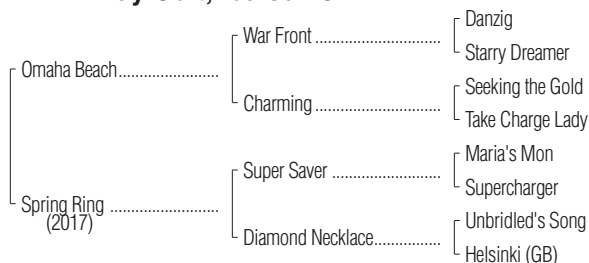 Danzig
War Front ........................................
Starry Dreamer
Omaha Beach................................
Seeking the Gold
Charming ........................................
Take Charge Lady
Maria's Mon
Super Saver ...................................
Supercharger
Spring Ring ...................................
(2017)
Unbridled's Song
Diamond Necklace......................
Helsinki (GB)